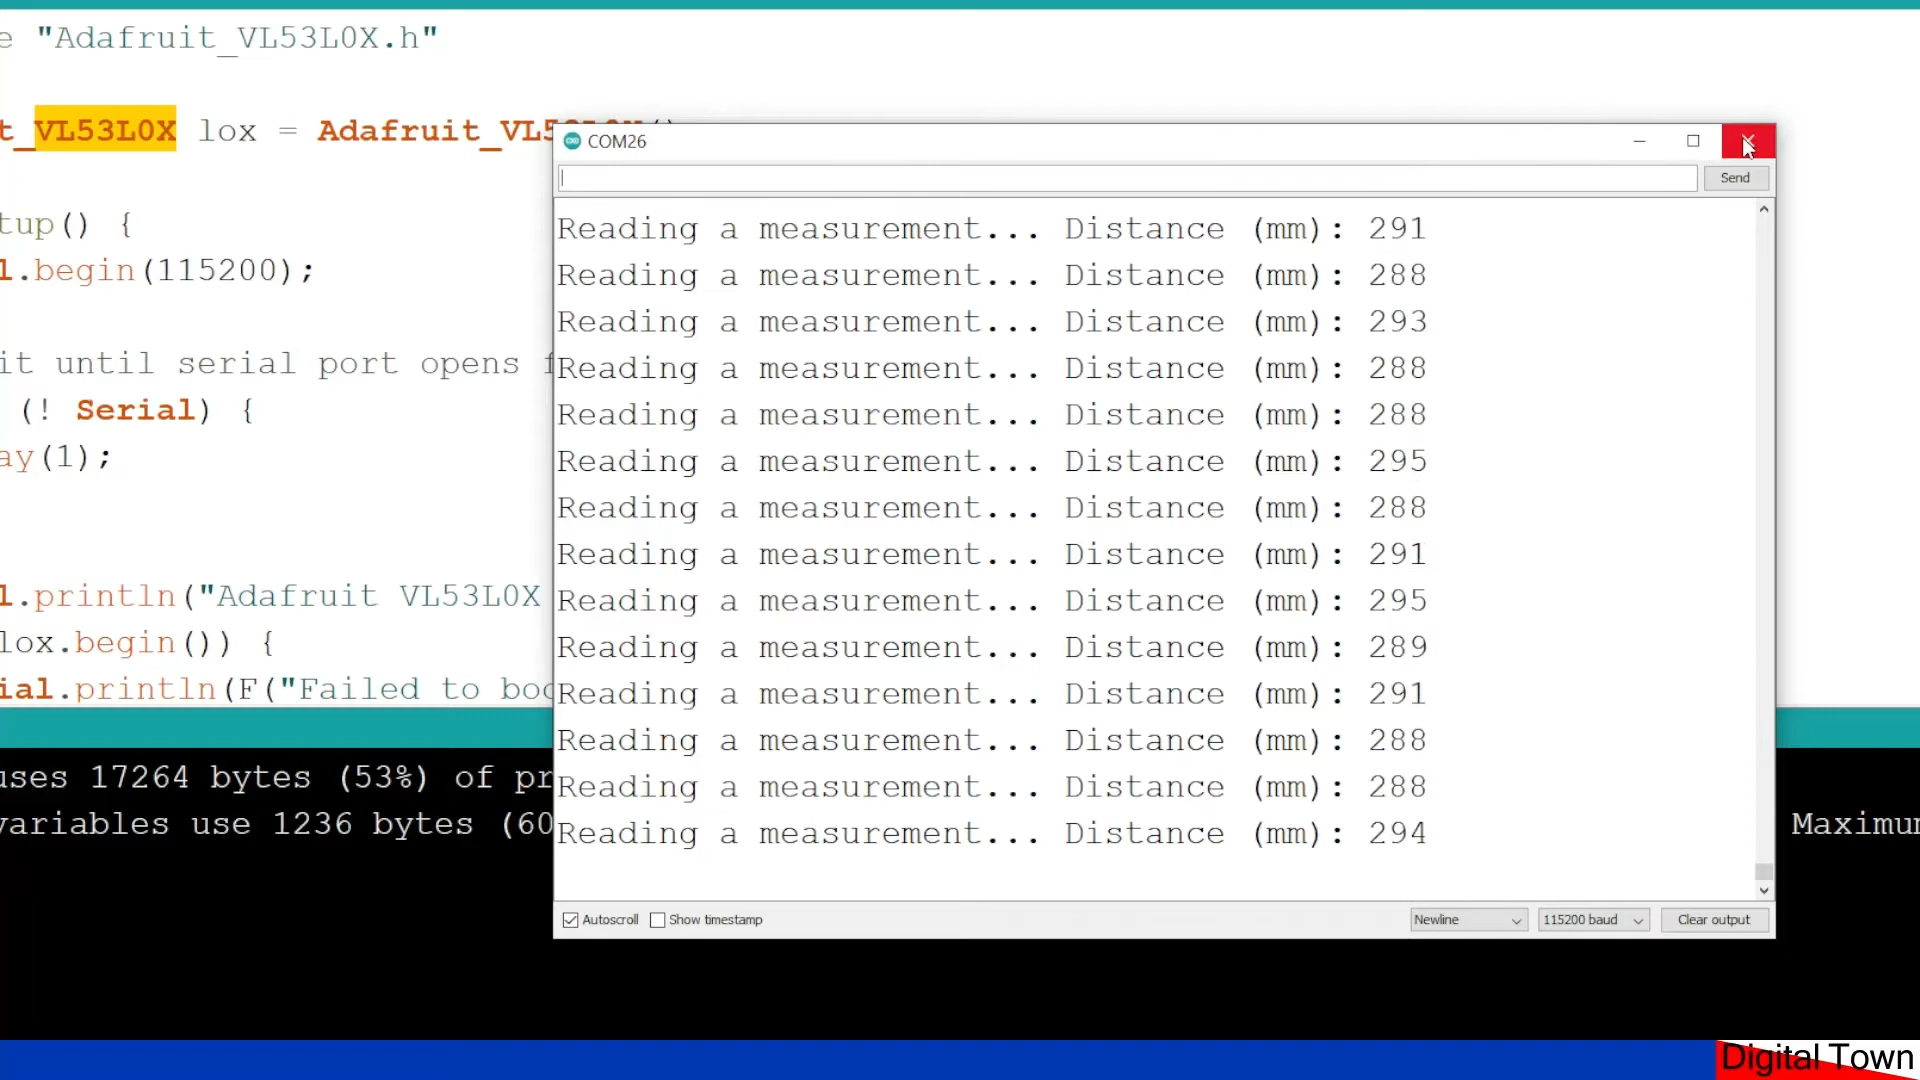 e "Adafruit_VL53L0X.h"
t_VL53L0X lox = Adafruit_VL53L0X();
tup() {
l.begin(115200);
it until serial port opens f
(! Serial) {
ay(1);
l.println("Adafruit VL53L0X
lox.begin()) {
ial.println(F("Failed to boo
uses 17264 bytes (53%) of pr
variables use 1236 bytes (60
Maximum
COM26
Send
Reading a measurement... Distance (mm): 291
Reading a measurement... Distance (mm): 288
Reading a measurement... Distance (mm): 293
Reading a measurement... Distance (mm): 288
Reading a measurement... Distance (mm): 288
Reading a measurement... Distance (mm): 295
Reading a measurement... Distance (mm): 288
Reading a measurement... Distance (mm): 291
Reading a measurement... Distance (mm): 295
Reading a measurement... Distance (mm): 289
Reading a measurement... Distance (mm): 291
Reading a measurement... Distance (mm): 288
Reading a measurement... Distance (mm): 288
Reading a measurement... Distance (mm): 294
Autoscroll Show timestamp Newline 115200 baud Clear output
Digital Town